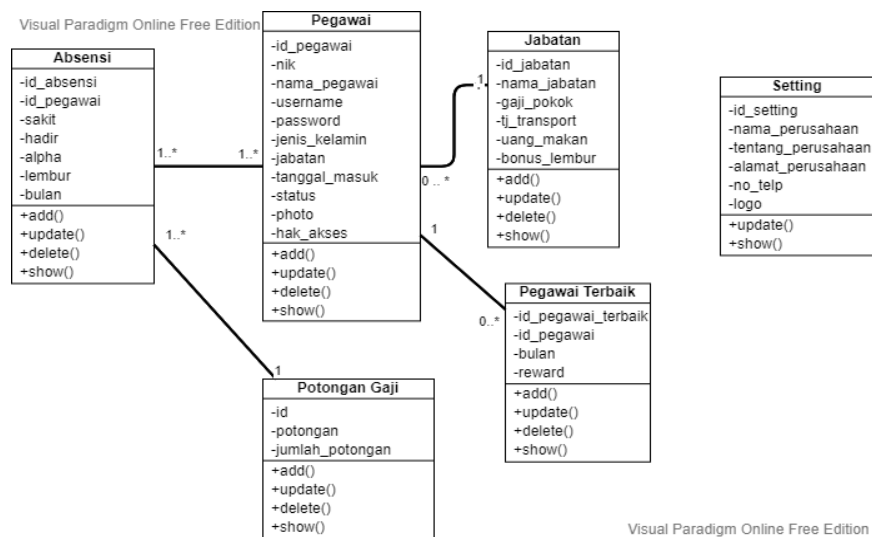 Visual Paradigm Online Free Edition
Absensi
-id_absensi
-id_pegawai
-sakit
-hadir
-alpha
-lembur
-bulan
+add()
+update()
+delete()
+show()
1..*
1..*
1..*
1
Pegawai
-id_pegawai
-nik
-nama_pegawai
-username
-password
-jenis_kelamin
-jabatan
-tanggal_masuk
-status
-photo
-hak_akses
+add()
+update()
+delete()
+show()
1
0 .. *
1
0..*
Jabatan
-id_jabatan
-nama_jabatan
-gaji_pokok
-tj_transport
-uang_makan
-bonus_lembur
+add()
+update()
+delete()
+show()
Setting
-id_setting
-nama_perusahaan
-tentang_perusahaan
-alamat_perusahaan
-no_telp
-logo
+update()
+show()
Pegawai Terbaik
-id_pegawai_terbaik
-id_pegawai
-bulan
-reward
+add()
+update()
+delete()
+show()
Potongan Gaji
-id
-potongan
-jumlah_potongan
+add()
+update()
+delete()
+show()
Visual Paradigm Online Free Edition